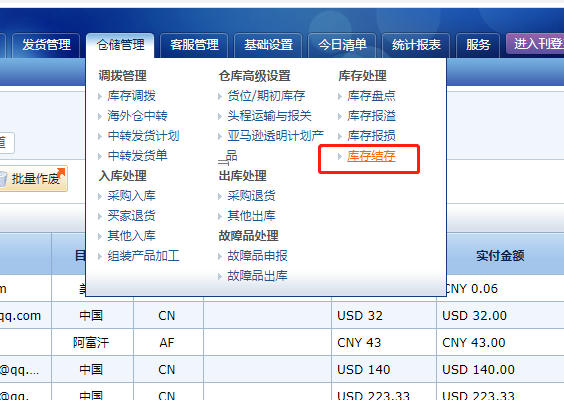 发货管理 仓储管理 客服管理 基础设置 今日清单 统计报表 服务 进入刊登
调拨管理 仓库高级设置 库存处理
库存调拨 货位/期初库存 库存盘点
海外仓中转 头程运输与报关 库存报溢
中转发货计划 亚马逊透明计划产 库存报损
道
中转发货单 品 库存结存
批量作废 入库处理 出库处理
采购入库 采购退货
买家退货 其他出库
其他入库 故障品处理
组装产品加工 故障品申报 实付金额
故障品出库
m CNY 0.06
qq.com 中国 CN USD 32 USD 32.00
阿富汗 AF CNY 43 CNY 43.00
@qq.... 中国 CN USD 140 USD 140.00
@qq.... 中国 CN USD 223.33 USD 223.33